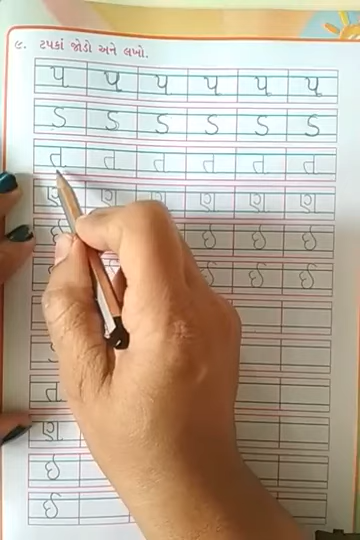 ૯. ટપકાં જોડો અને લખો.
પ પ પ પ પ પ
ડ ડ ડ ડ ડ ડ
ત ત ત ત ત ત
ણ ણ ણ ણ ણ ણ
ઇ ઇ ઇ ઇ
ઈ ઈ ઈ ઈ
ત
ણ
ઇ
ઈ